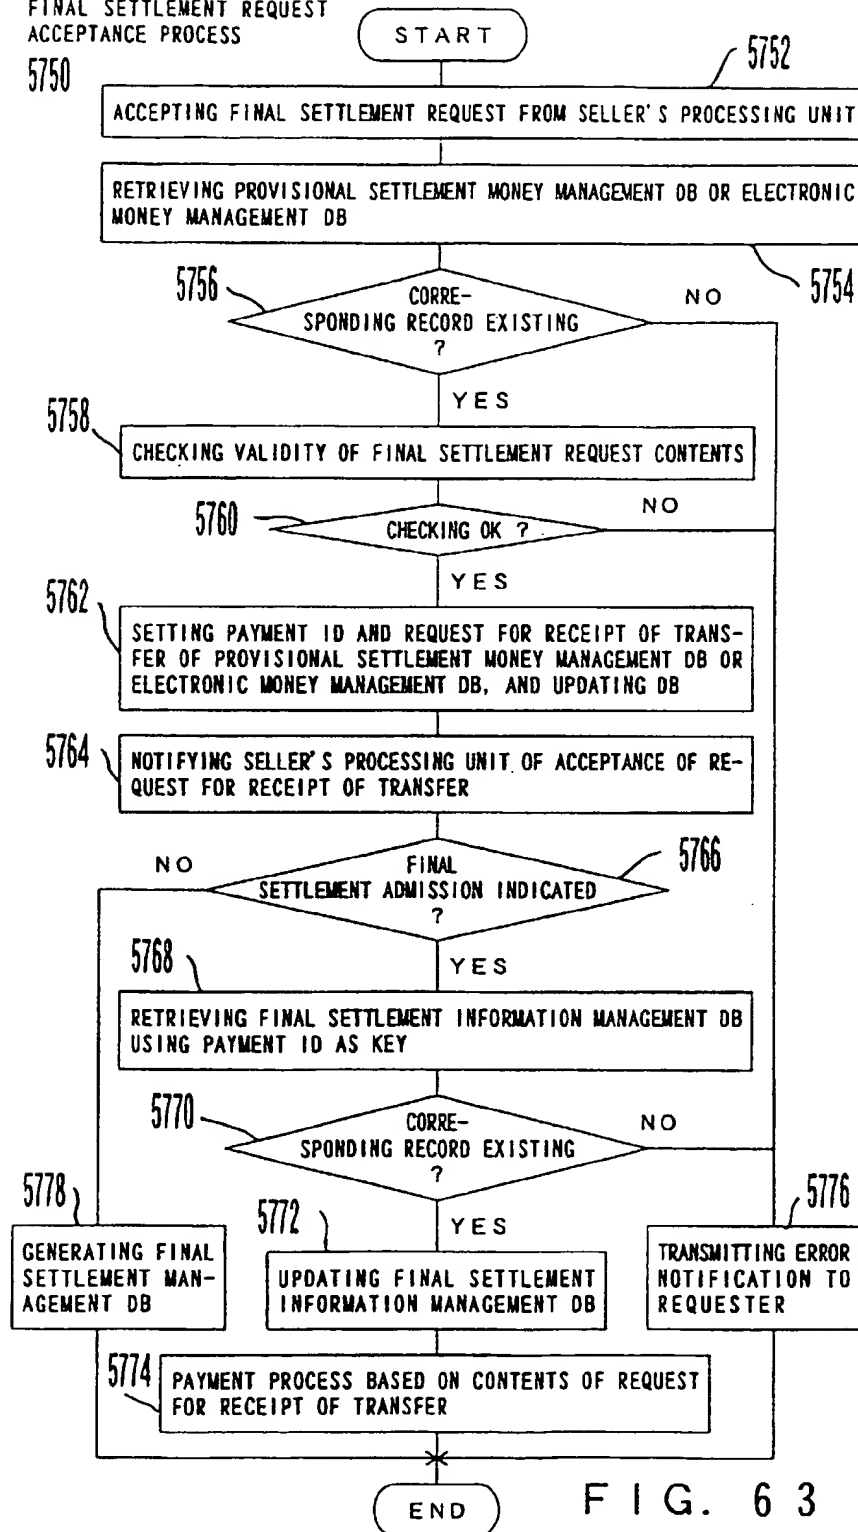 FINAL SETTLEMENT REQUEST
ACCEPTANCE PROCESS
5750
START
5752
ACCEPTING FINAL SETTLEMENT REQUEST FROM SELLER'S PROCESSING UNIT
RETRIEVING PROVISIONAL SETTLEMENT MONEY MANAGEMENT DB OR ELECTRONIC
MONEY MANAGEMENT DB
5754
5756
CORRE-
SPONDING RECORD EXISTING
?
NO
YES
5758
CHECKING VALIDITY OF FINAL SETTLEMENT REQUEST CONTENTS
5760
CHECKING OK ?
NO
YES
5762
SETTING PAYMENT ID AND REQUEST FOR RECEIPT OF TRANS-
FER OF PROVISIONAL SETTLEMENT MONEY MANAGEMENT DB OR
ELECTRONIC MONEY MANAGEMENT DB, AND UPDATING DB
5764
NOTIFYING SELLER'S PROCESSING UNIT OF ACCEPTANCE OF RE-
QUEST FOR RECEIPT OF TRANSFER
5766
NO
FINAL
SETTLEMENT ADMISSION INDICATED
?
YES
5768
RETRIEVING FINAL SETTLEMENT INFORMATION MANAGEMENT DB
USING PAYMENT ID AS KEY
5770
CORRE-
SPONDING RECORD EXISTING
?
NO
YES
5778
GENERATING FINAL
SETTLEMENT MAN-
AGEMENT DB
5772
UPDATING FINAL SETTLEMENT
INFORMATION MANAGEMENT DB
5776
TRANSMITTING ERROR
NOTIFICATION TO
REQUESTER
5774
PAYMENT PROCESS BASED ON CONTENTS OF REQUEST
FOR RECEIPT OF TRANSFER
END
FIG. 63